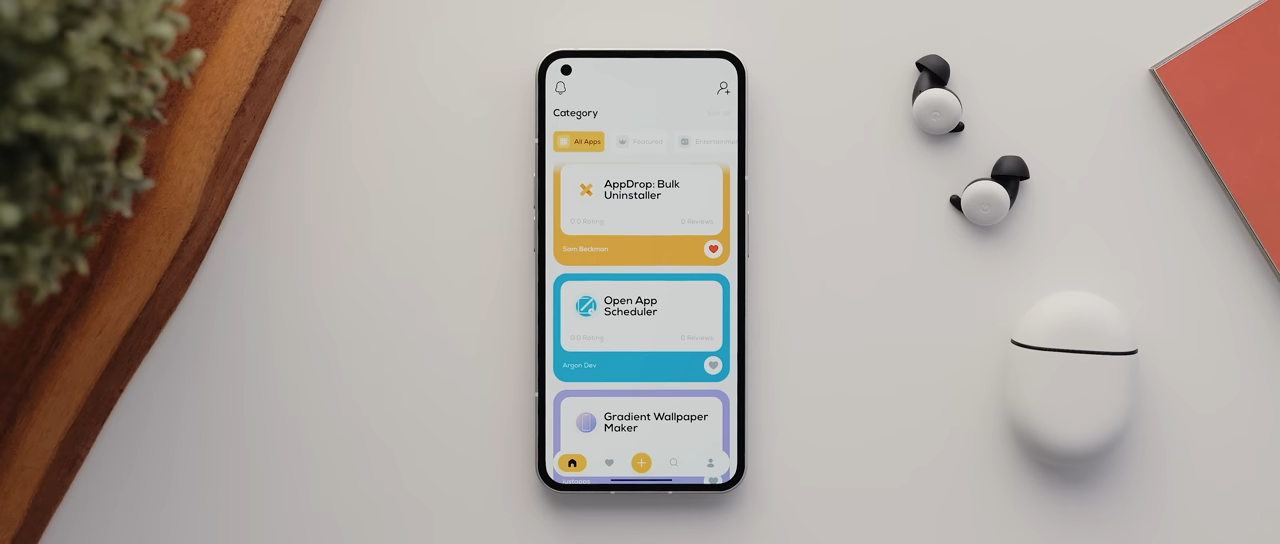 Category
All Apps
Featured
Entertainmen
AppDrop: Bulk
Uninstaller
0.0 Rating
0 Reviews
Sam Beckman
Open App
Scheduler
0.0 Rating
0 Reviews
Argon Dev
Gradient Wallpaper
Maker